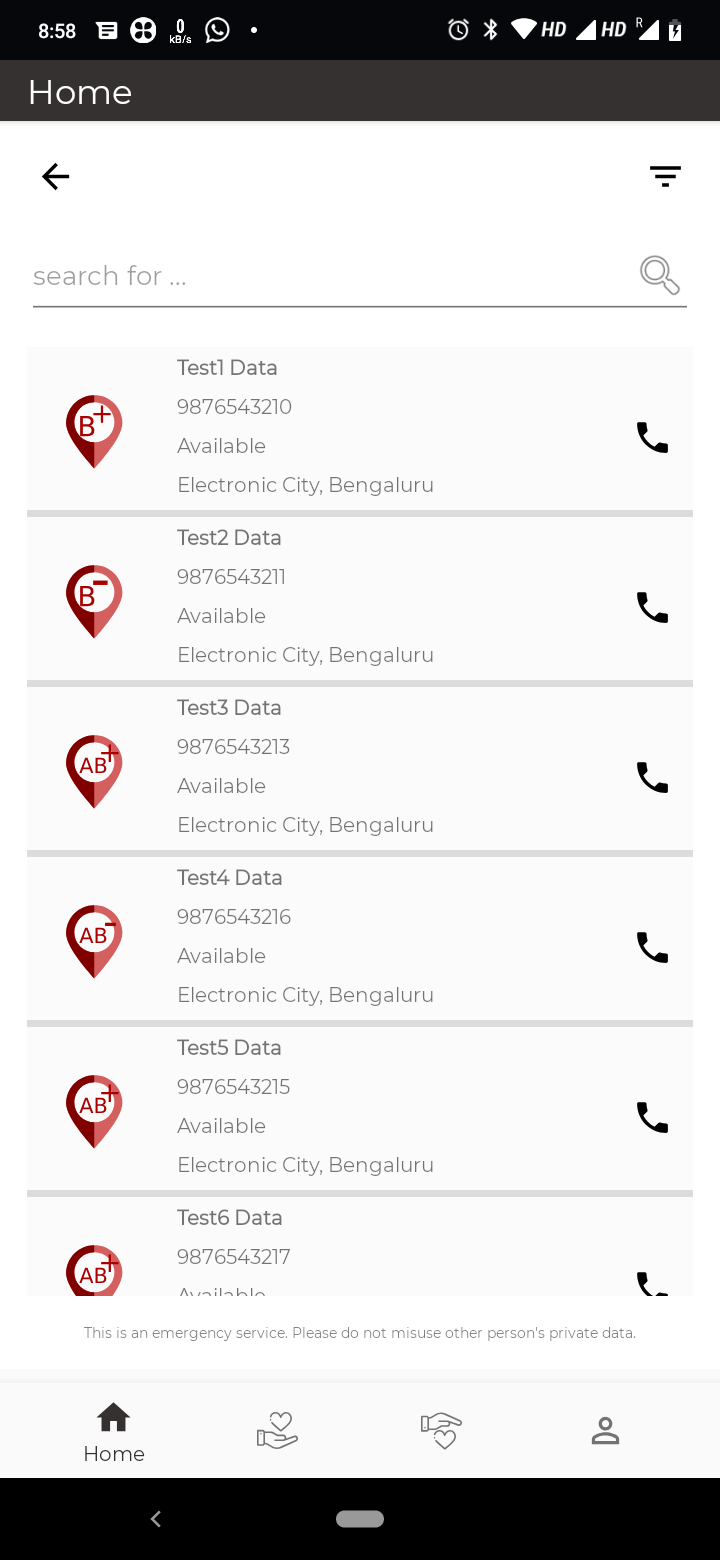 8:58
0
kB/s
HD
HD
R
Home
search for ...
Test1 Data
9876543210
B+
Available
Electronic City, Bengaluru
Test2 Data
9876543211
B-
Available
Electronic City, Bengaluru
Test3 Data
9876543213
AB+
Available
Electronic City, Bengaluru
Test4 Data
9876543216
AB-
Available
Electronic City, Bengaluru
Test5 Data
9876543215
AB+
Available
Electronic City, Bengaluru
Test6 Data
9876543217
AB+
Available
This is an emergency service. Please do not misuse other person's private data.
Home